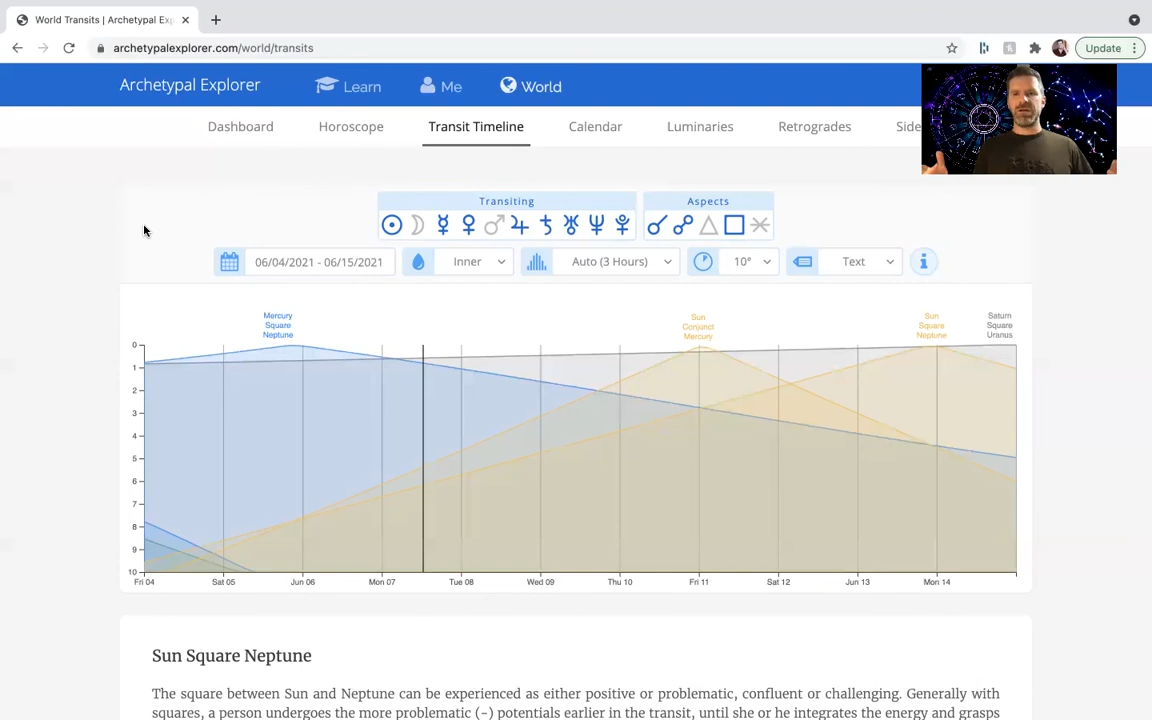 World Transits | Archetypal Ex
archetypalexplorer.com/world/transits
Update
Archetypal Explorer
Learn
Me
World
Dashboard
Horoscope
Transit Timeline
Calendar
Luminaries
Retrogrades
Side
Transiting
Aspects
06/04/2021 - 06/15/2021
Inner
Auto (3 Hours)
10°
Text
Mercury
Square
Neptune
Sun
Conjunct
Mercury
Sun
Square
Neptune
Saturn
Square
Uranus
0
1
2
3
4
5
6
7
8
9
10
Fri 04
Sat 05
Jun 06
Mon 07
Tue 08
Wed 09
Thu 10
Fri 11
Sat 12
Jun 13
Mon 14
Sun Square Neptune
The square between Sun and Neptune can be experienced as either positive or problematic, confluent or challenging. Generally with
squares, a person undergoes the more problematic (-) potentials earlier in the transit, until she or he integrates the energy and grasps